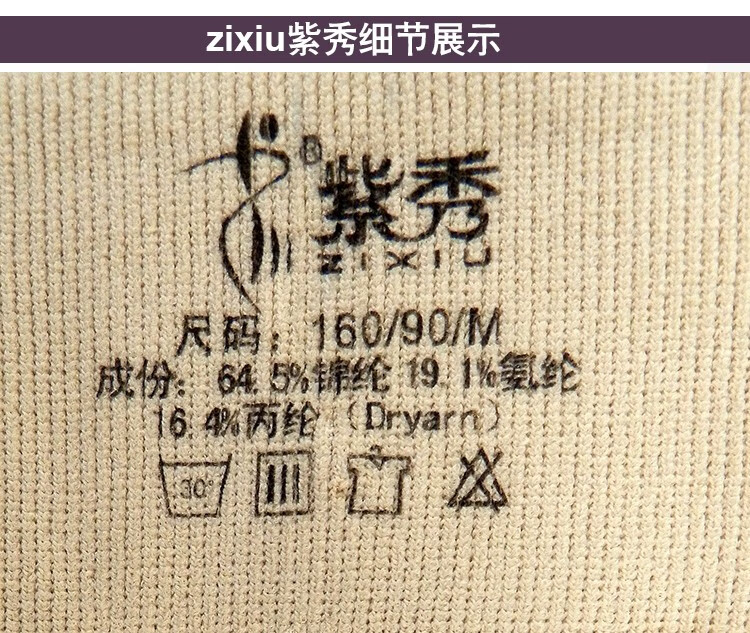 zixiu紫秀细节展示
® 紫秀
ZIXIU
尺码：160/90/M
成份：64.5%锦纶 19.1%氨纶
16.4%丙纶（Dryarn）
30°